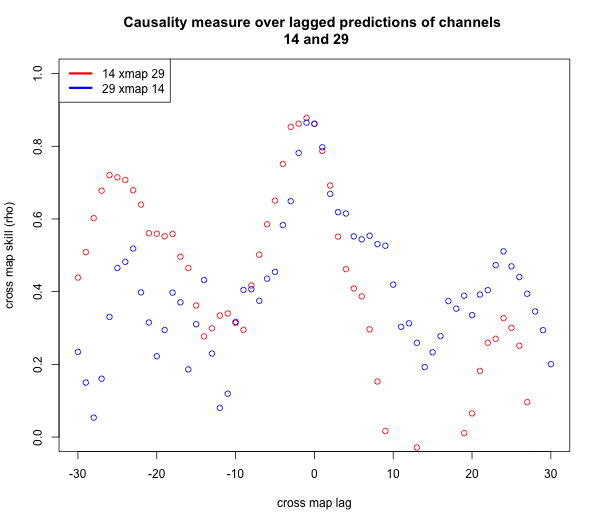 Causality measure over lagged predictions of channels
14 and 29
14 xmap 29
29 xmap 14
cross map skill (rho)
1.0
0.8
0.6
0.4
0.2
0.0
-30 -20 -10 0 10 20 30
cross map lag